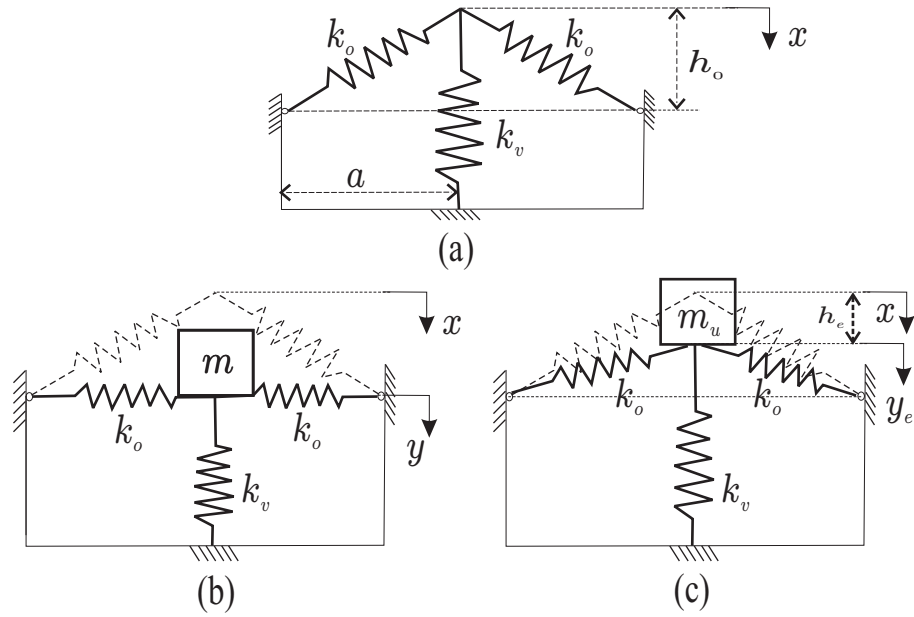 k_o k_o h_o x
k_v
a
(a)
x
m
k_o k_o y
k_v
(b)
m_u h_e x
k_o k_o y_e
k_v
(c)